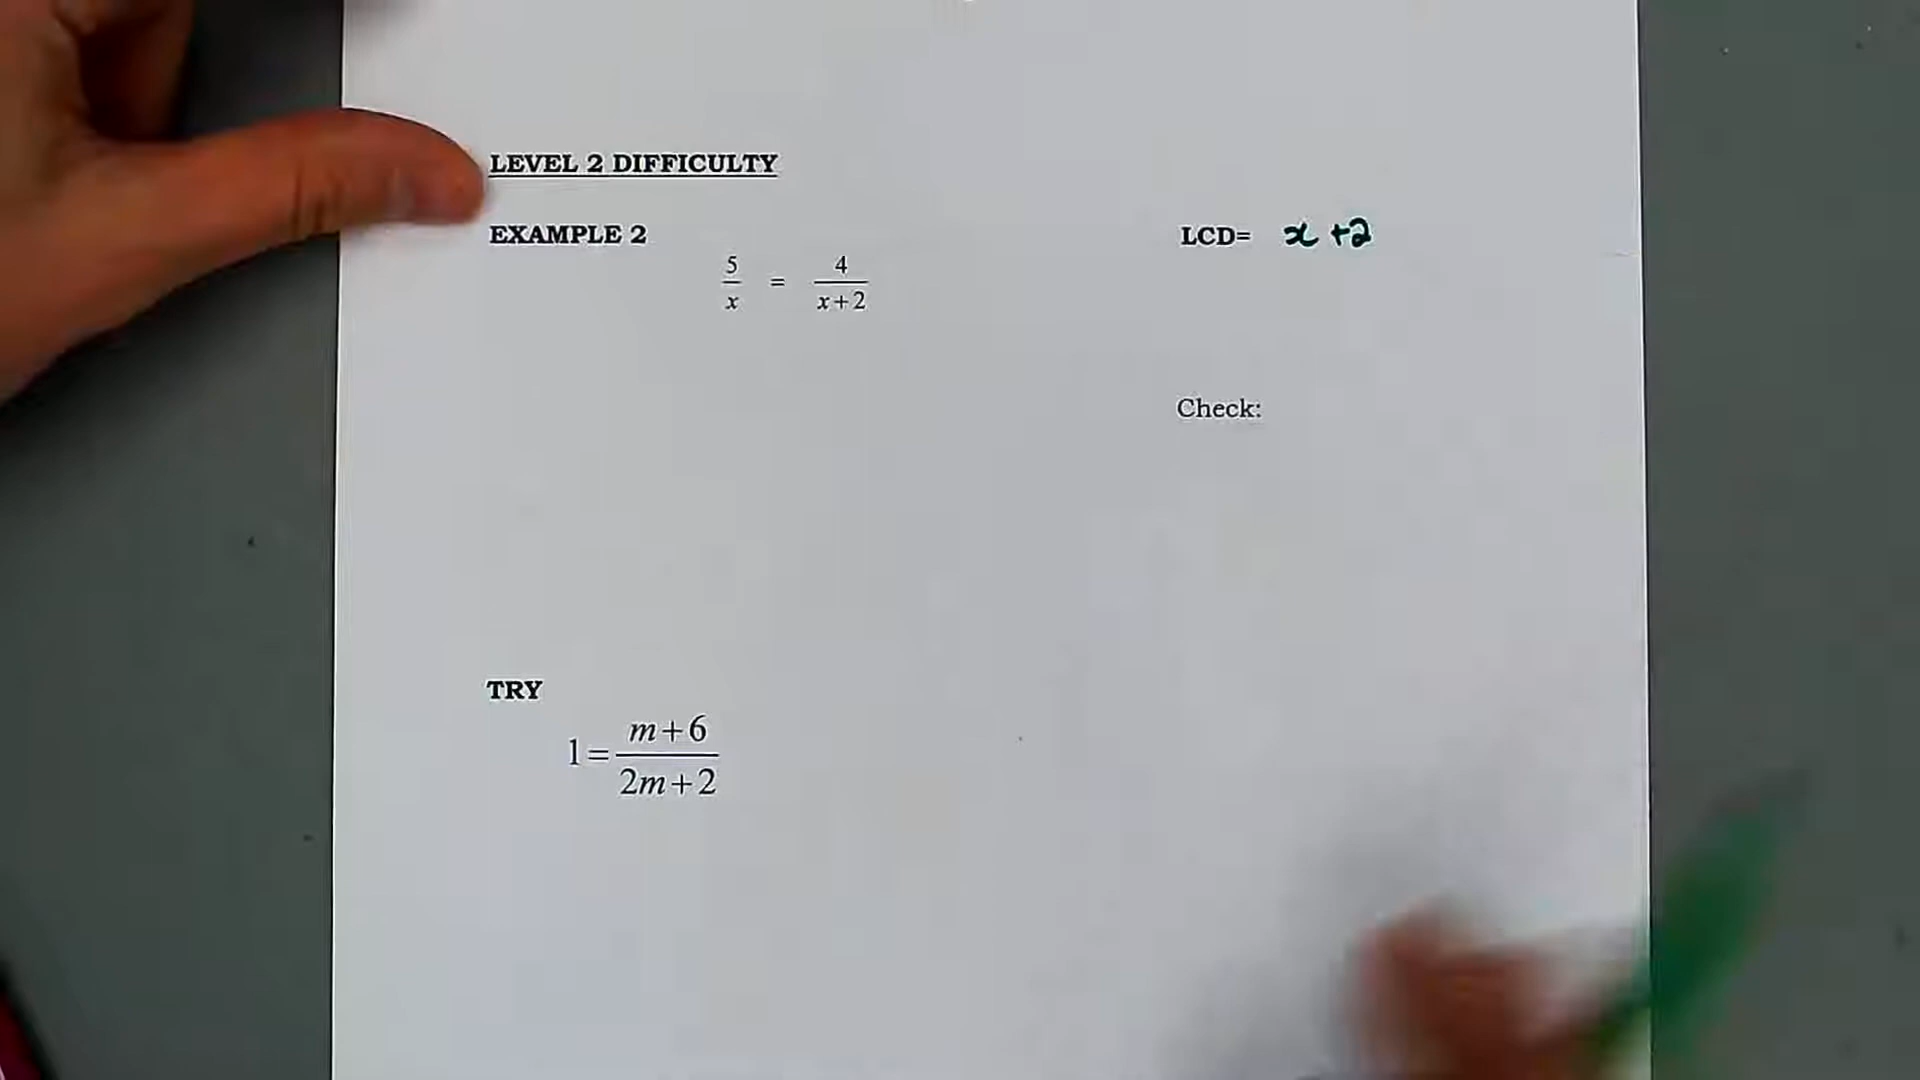 LEVEL 2 DIFFICULTY
EXAMPLE 2
LCD= x +2
5/x = 4/(x+2)
Check:
TRY
1 = (m+6)/(2m+2)